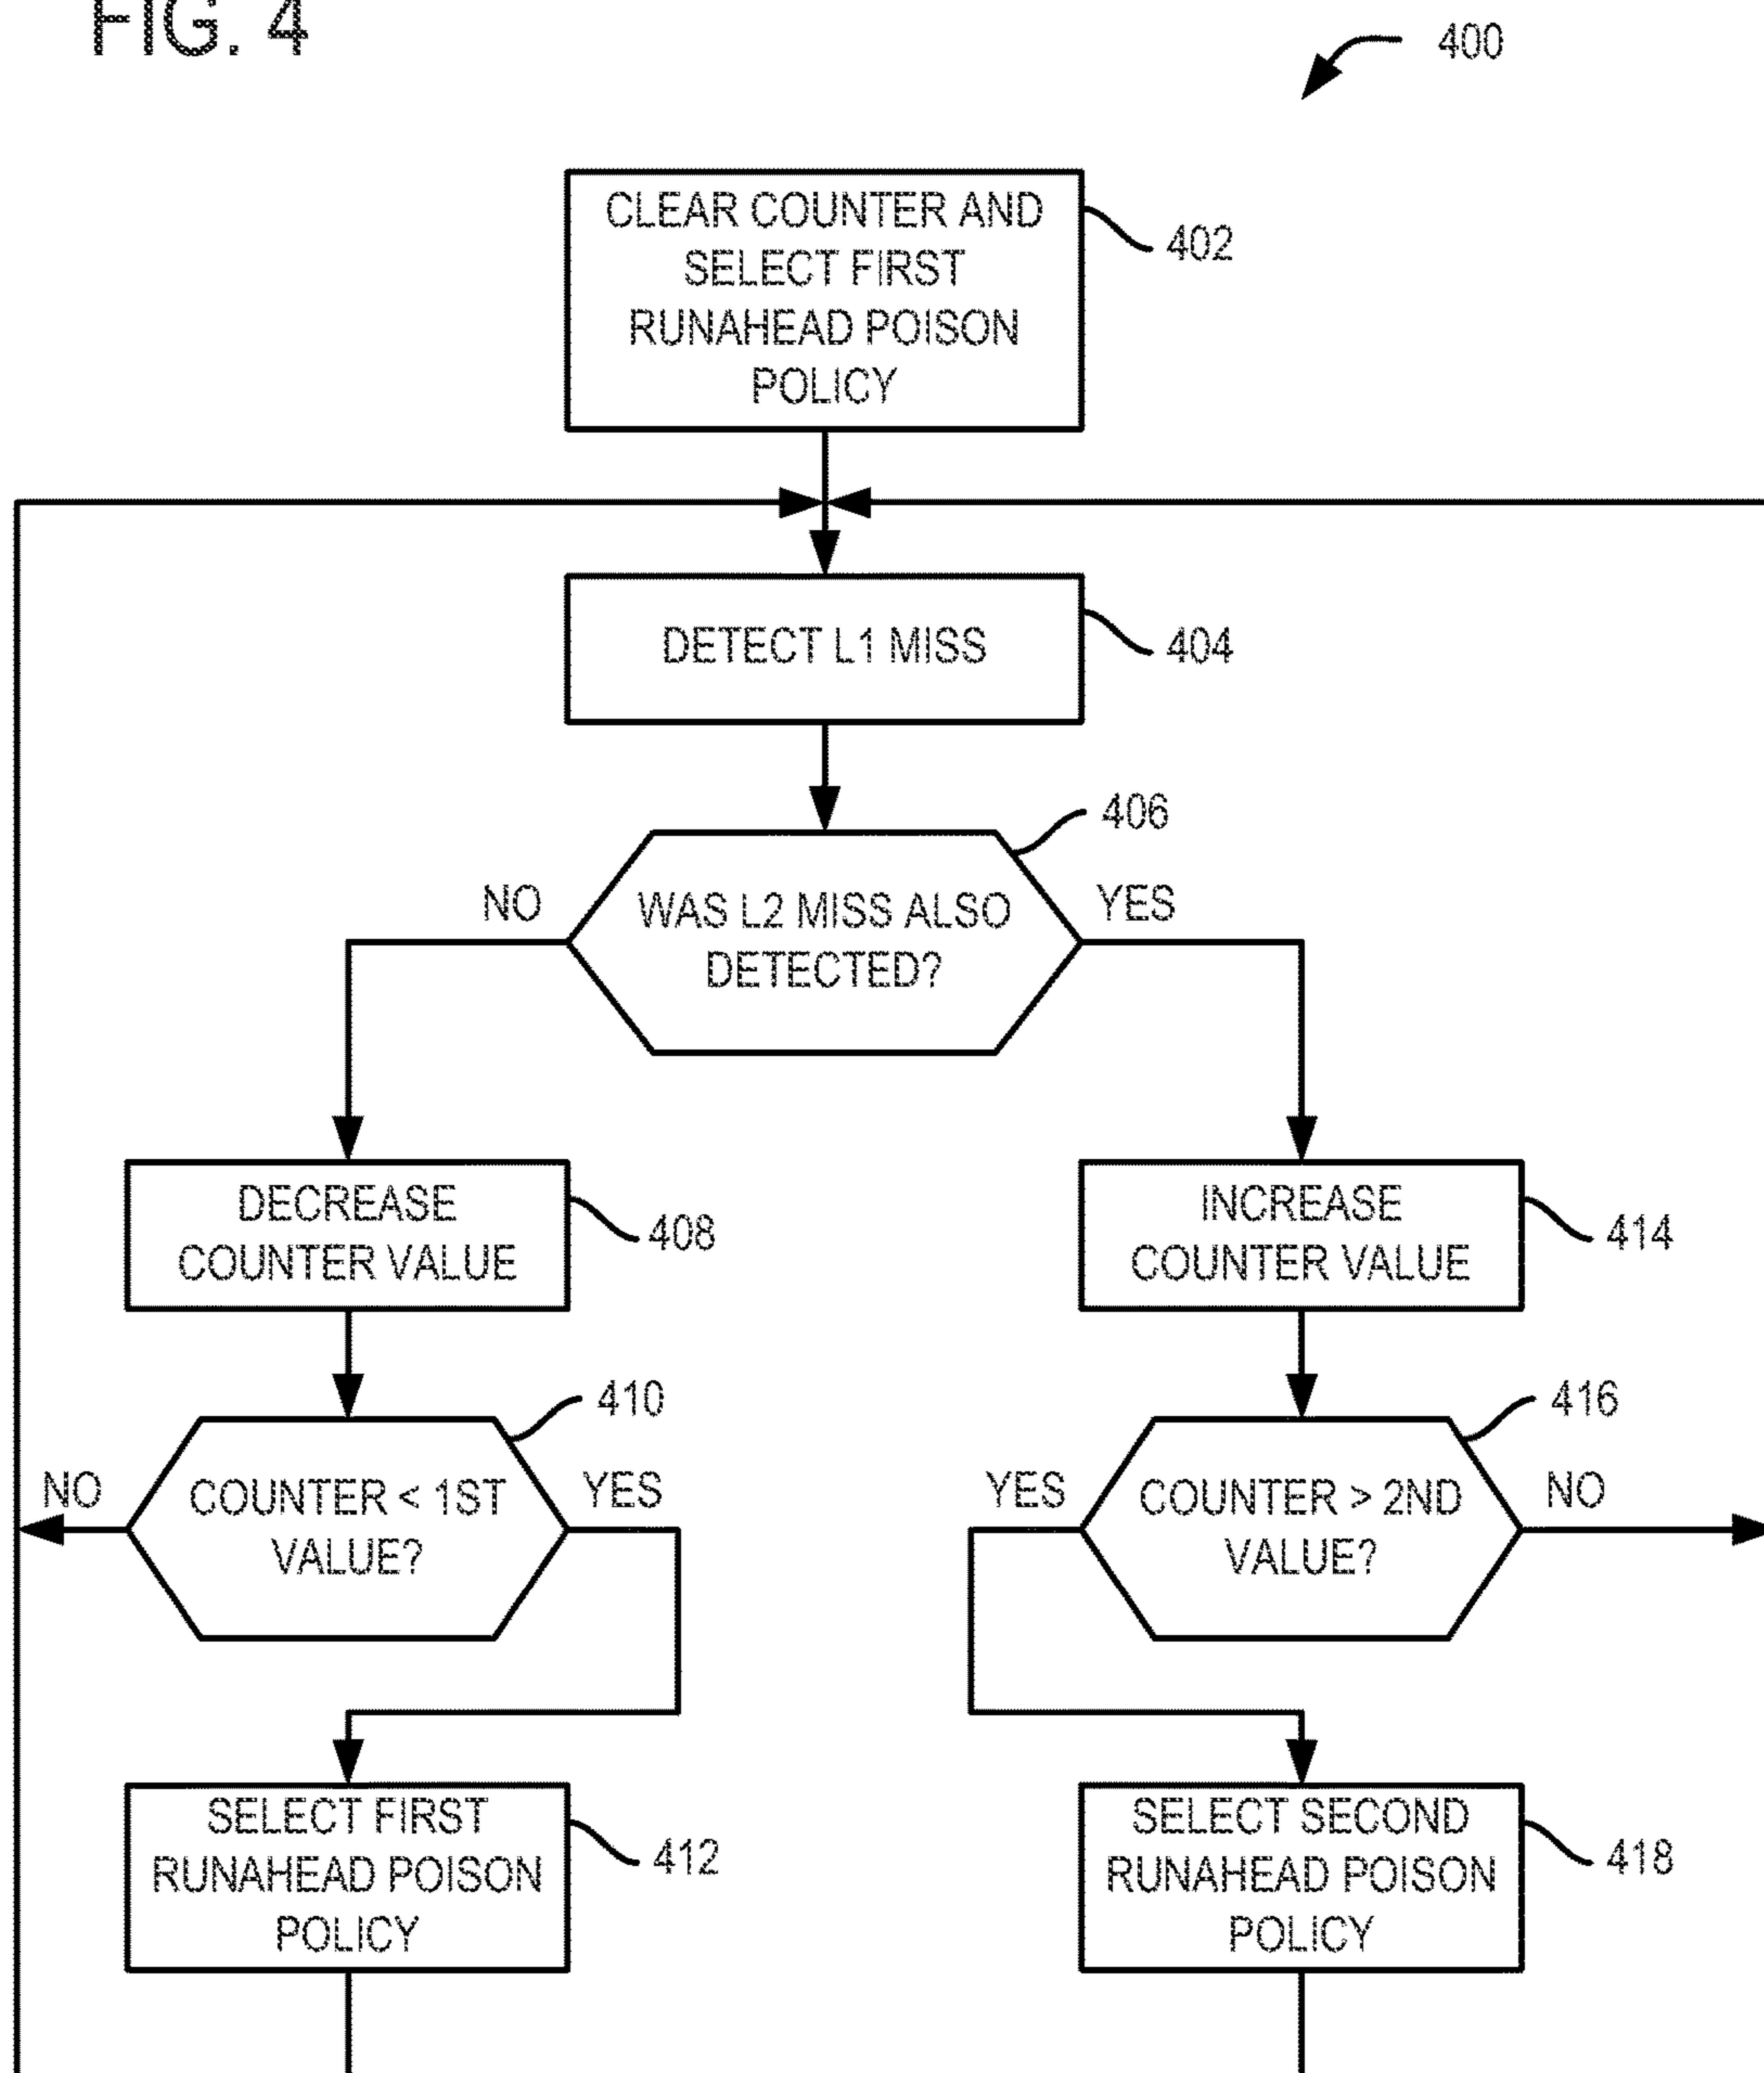 FIG. 4
400
CLEAR COUNTER AND
SELECT FIRST
RUNAHEAD POISON
POLICY
402
DETECT L1 MISS
404
406
NO
WAS L2 MISS ALSO
DETECTED?
YES
DECREASE
COUNTER VALUE
408
INCREASE
COUNTER VALUE
414
410
NO
COUNTER < 1ST
VALUE?
YES
416
YES
COUNTER > 2ND
VALUE?
NO
SELECT FIRST
RUNAHEAD POISON
POLICY
412
SELECT SECOND
RUNAHEAD POISON
POLICY
418